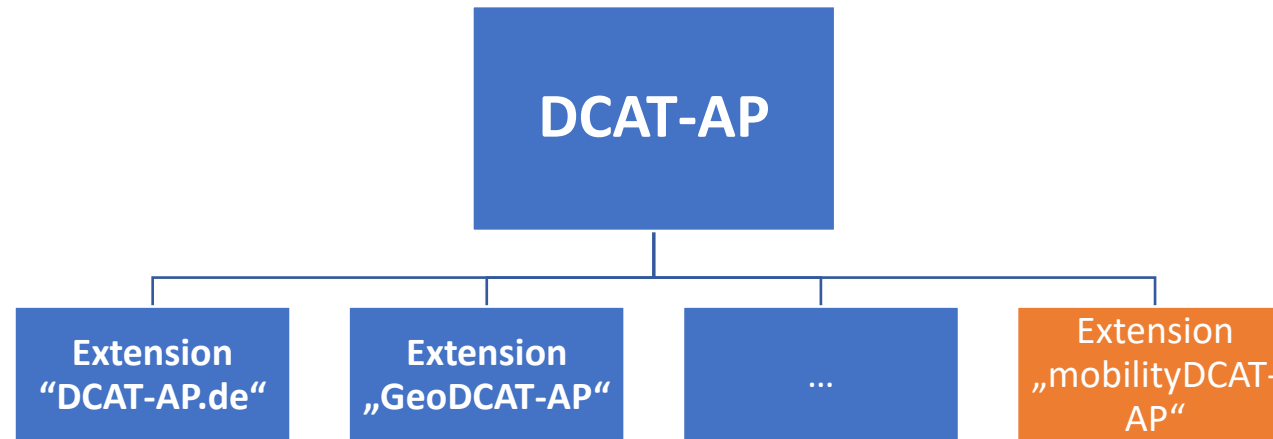 DCAT-AP
Extension
“DCAT-AP.de“
Extension
„GeoDCAT-AP“
...
Extension
„mobilityDCAT-
AP“